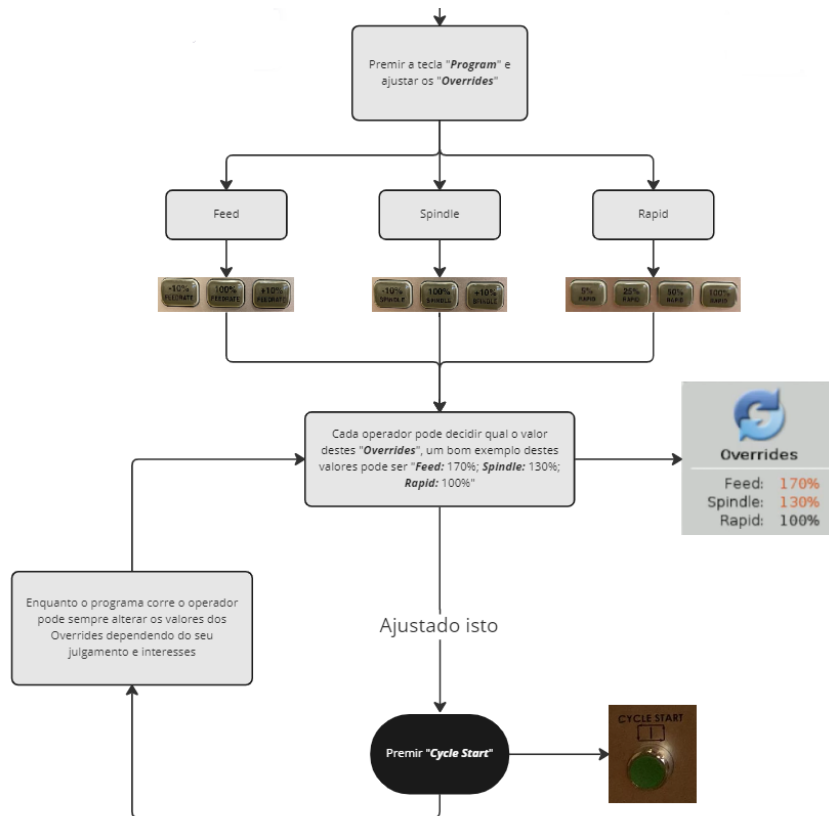 Premir a tecla "Program" e
ajustar os "Overrides"
Feed
Spindle
Rapid
-10%
FEEDRATE
100%
FEEDRATE
+10%
FEEDRATE
-10%
SPINDLE
100%
SPINDLE
+10%
SPINDLE
5%
RAPID
25%
RAPID
50%
RAPID
100%
RAPID
Cada operador pode decidir qual o valor
destes "Overrides", um bom exemplo destes
valores pode ser "Feed: 170%; Spindle: 130%;
Rapid: 100%"
Overrides
Feed: 170%
Spindle: 130%
Rapid: 100%
Enquanto o programa corre o operador
pode sempre alterar os valores dos
Overrides dependendo do seu
julgamento e interesses
Ajustado isto
Premir "Cycle Start"
CYCLE START